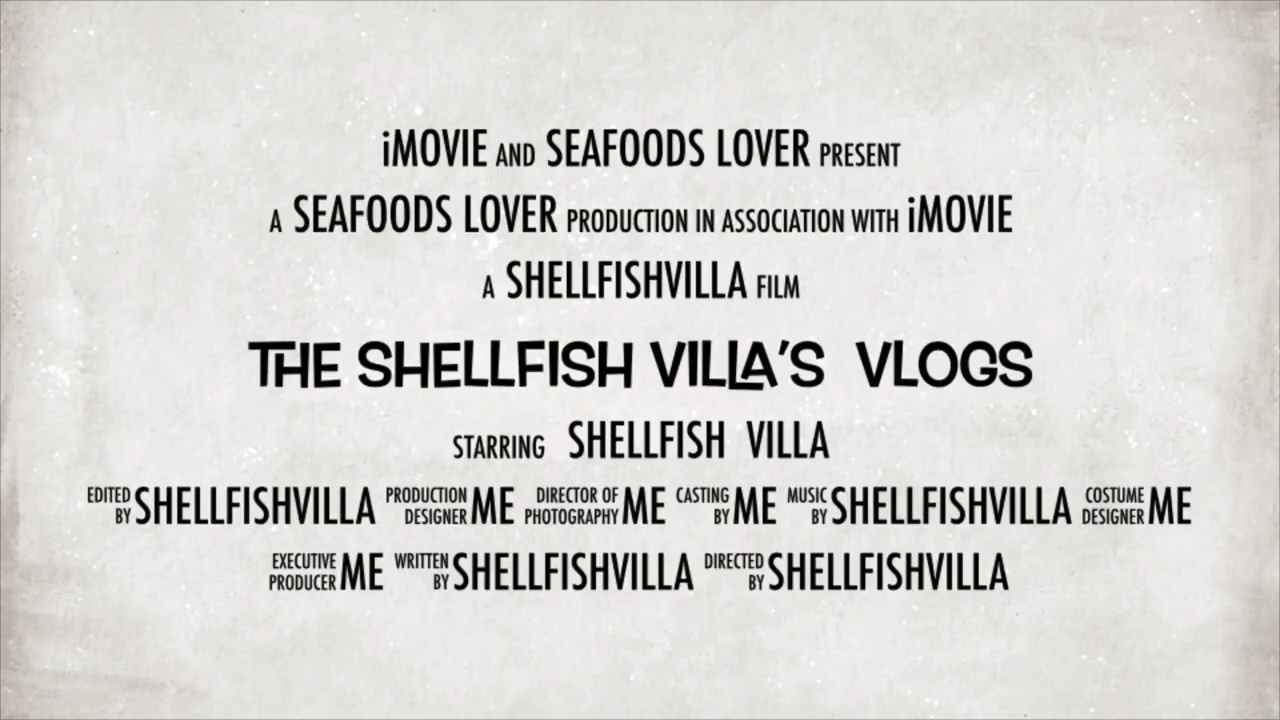 iMOVIE AND SEAFOODS LOVER PRESENT
A SEAFOODS LOVER PRODUCTION IN ASSOCIATION WITH iMOVIE
A SHELLFISHVILLA FILM
THE SHELLFISH VILLA'S VLOGS
STARRING SHELLFISH VILLA
EDITED BY SHELLFISHVILLA PRODUCTION DESIGNER ME DIRECTOR OF PHOTOGRAPHY ME CASTING BY ME MUSIC BY SHELLFISHVILLA COSTUME DESIGNER ME
EXECUTIVE PRODUCER ME WRITTEN BY SHELLFISHVILLA DIRECTED BY SHELLFISHVILLA